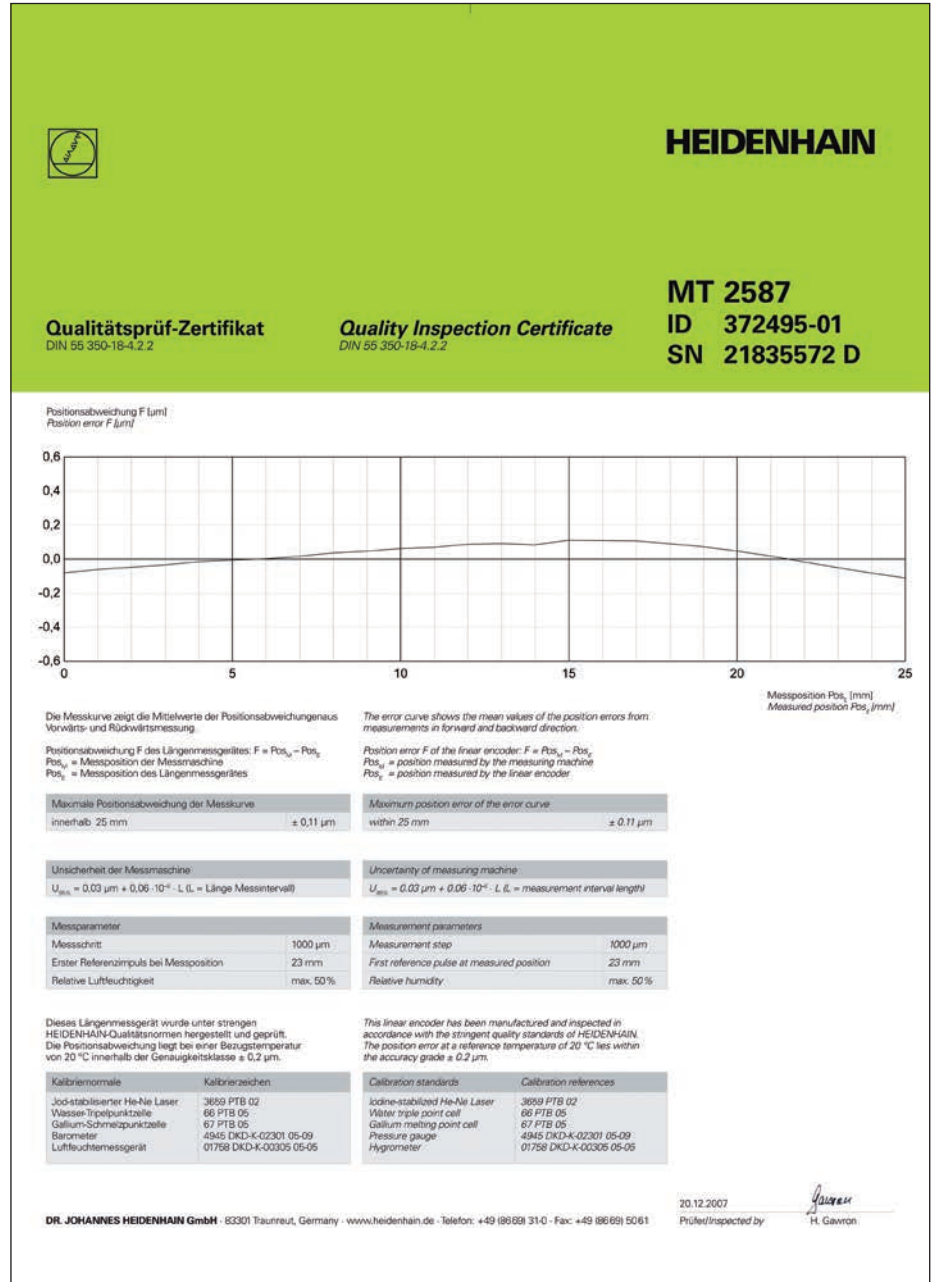 HEIDENHAIN
MT 2587
ID 372495-01
SN 21835572 D
Qualitätsprüf-Zertifikat
DIN 55 350-18-4.2.2
Quality Inspection Certificate
DIN 55 350-18-4.2.2
Positionsabweichung F [µm]
Position error F [µm]
0,6
0,4
0,2
0,0
-0,2
-0,4
-0,6
0 5 10 15 20 25
Messposition Pos_E [mm]
Measured position Pos_E [mm]
Die Messkurve zeigt die Mittelwerte der Positionsabweichungenaus
Vorwärts- und Rückwärtsmessung.
Positionsabweichung F des Längenmessgerätes: F = Pos_M – Pos_E
Pos_M = Messposition der Messmaschine
Pos_E = Messposition des Längenmessgerätes
The error curve shows the mean values of the position errors from
measurements in forward and backward direction.
Position error F of the linear encoder: F = Pos_M – Pos_E
Pos_M = position measured by the measuring machine
Pos_E = position measured by the linear encoder
Maximale Positionsabweichung der Messkurve
innerhalb 25 mm ± 0,11 µm
Maximum position error of the error curve
within 25 mm ± 0.11 µm
Unsicherheit der Messmaschine
= 0,03 µm + 0,06 · 10⁻⁶ · L (L = Länge Messintervall)
Uncertainty of measuring machine
= 0.03 µm + 0.06 · 10⁻⁶ · L (L = measurement interval length)
Messparameter
Messschritt 1000 µm
Erster Referenzimpuls bei Messposition 23 mm
Relative Luftfeuchtigkeit max. 50%
Measurement parameters
Measurement step 1000 µm
First reference pulse at measured position 23 mm
Relative humidity max. 50%
Dieses Längenmessgerät wurde unter strengen
HEIDENHAIN-Qualitätsnormen hergestellt und geprüft.
Die Positionsabweichung liegt bei einer Bezugstemperatur
von 20 °C innerhalb der Genauigkeitsklasse ± 0,2 µm.
This linear encoder has been manufactured and inspected in
accordance with the stringent quality standards of HEIDENHAIN.
The position error at a reference temperature of 20 °C lies within
the accuracy grade ± 0.2 µm.
Kalibriernormale Kalibrierzeichen
Jod-stabilisierter He-Ne Laser 3659 PTB 02
Wasser-Tripelpunktzelle 66 PTB 05
Gallium-Schmelzpunktzelle 67 PTB 05
Barometer 4945 DKD-K-02301 05-09
Luftfeuchtemessgerät 01758 DKD-K-00305 05-05
Calibration standards Calibration references
Iodine-stabilized He-Ne Laser 3659 PTB 02
Water triple point cell 66 PTB 05
Gallium melting point cell 67 PTB 05
Pressure gauge 4945 DKD-K-02301 05-09
Hygrometer 01758 DKD-K-00305 05-05
DR. JOHANNES HEIDENHAIN GmbH · 83301 Traunreut, Germany · www.heidenhain.de · Telefon: +49 (8669) 31-0 · Fax: +49 (8669) 5061
20.12.2007
Gawron
Prüfer/Inspected by H. Gawron